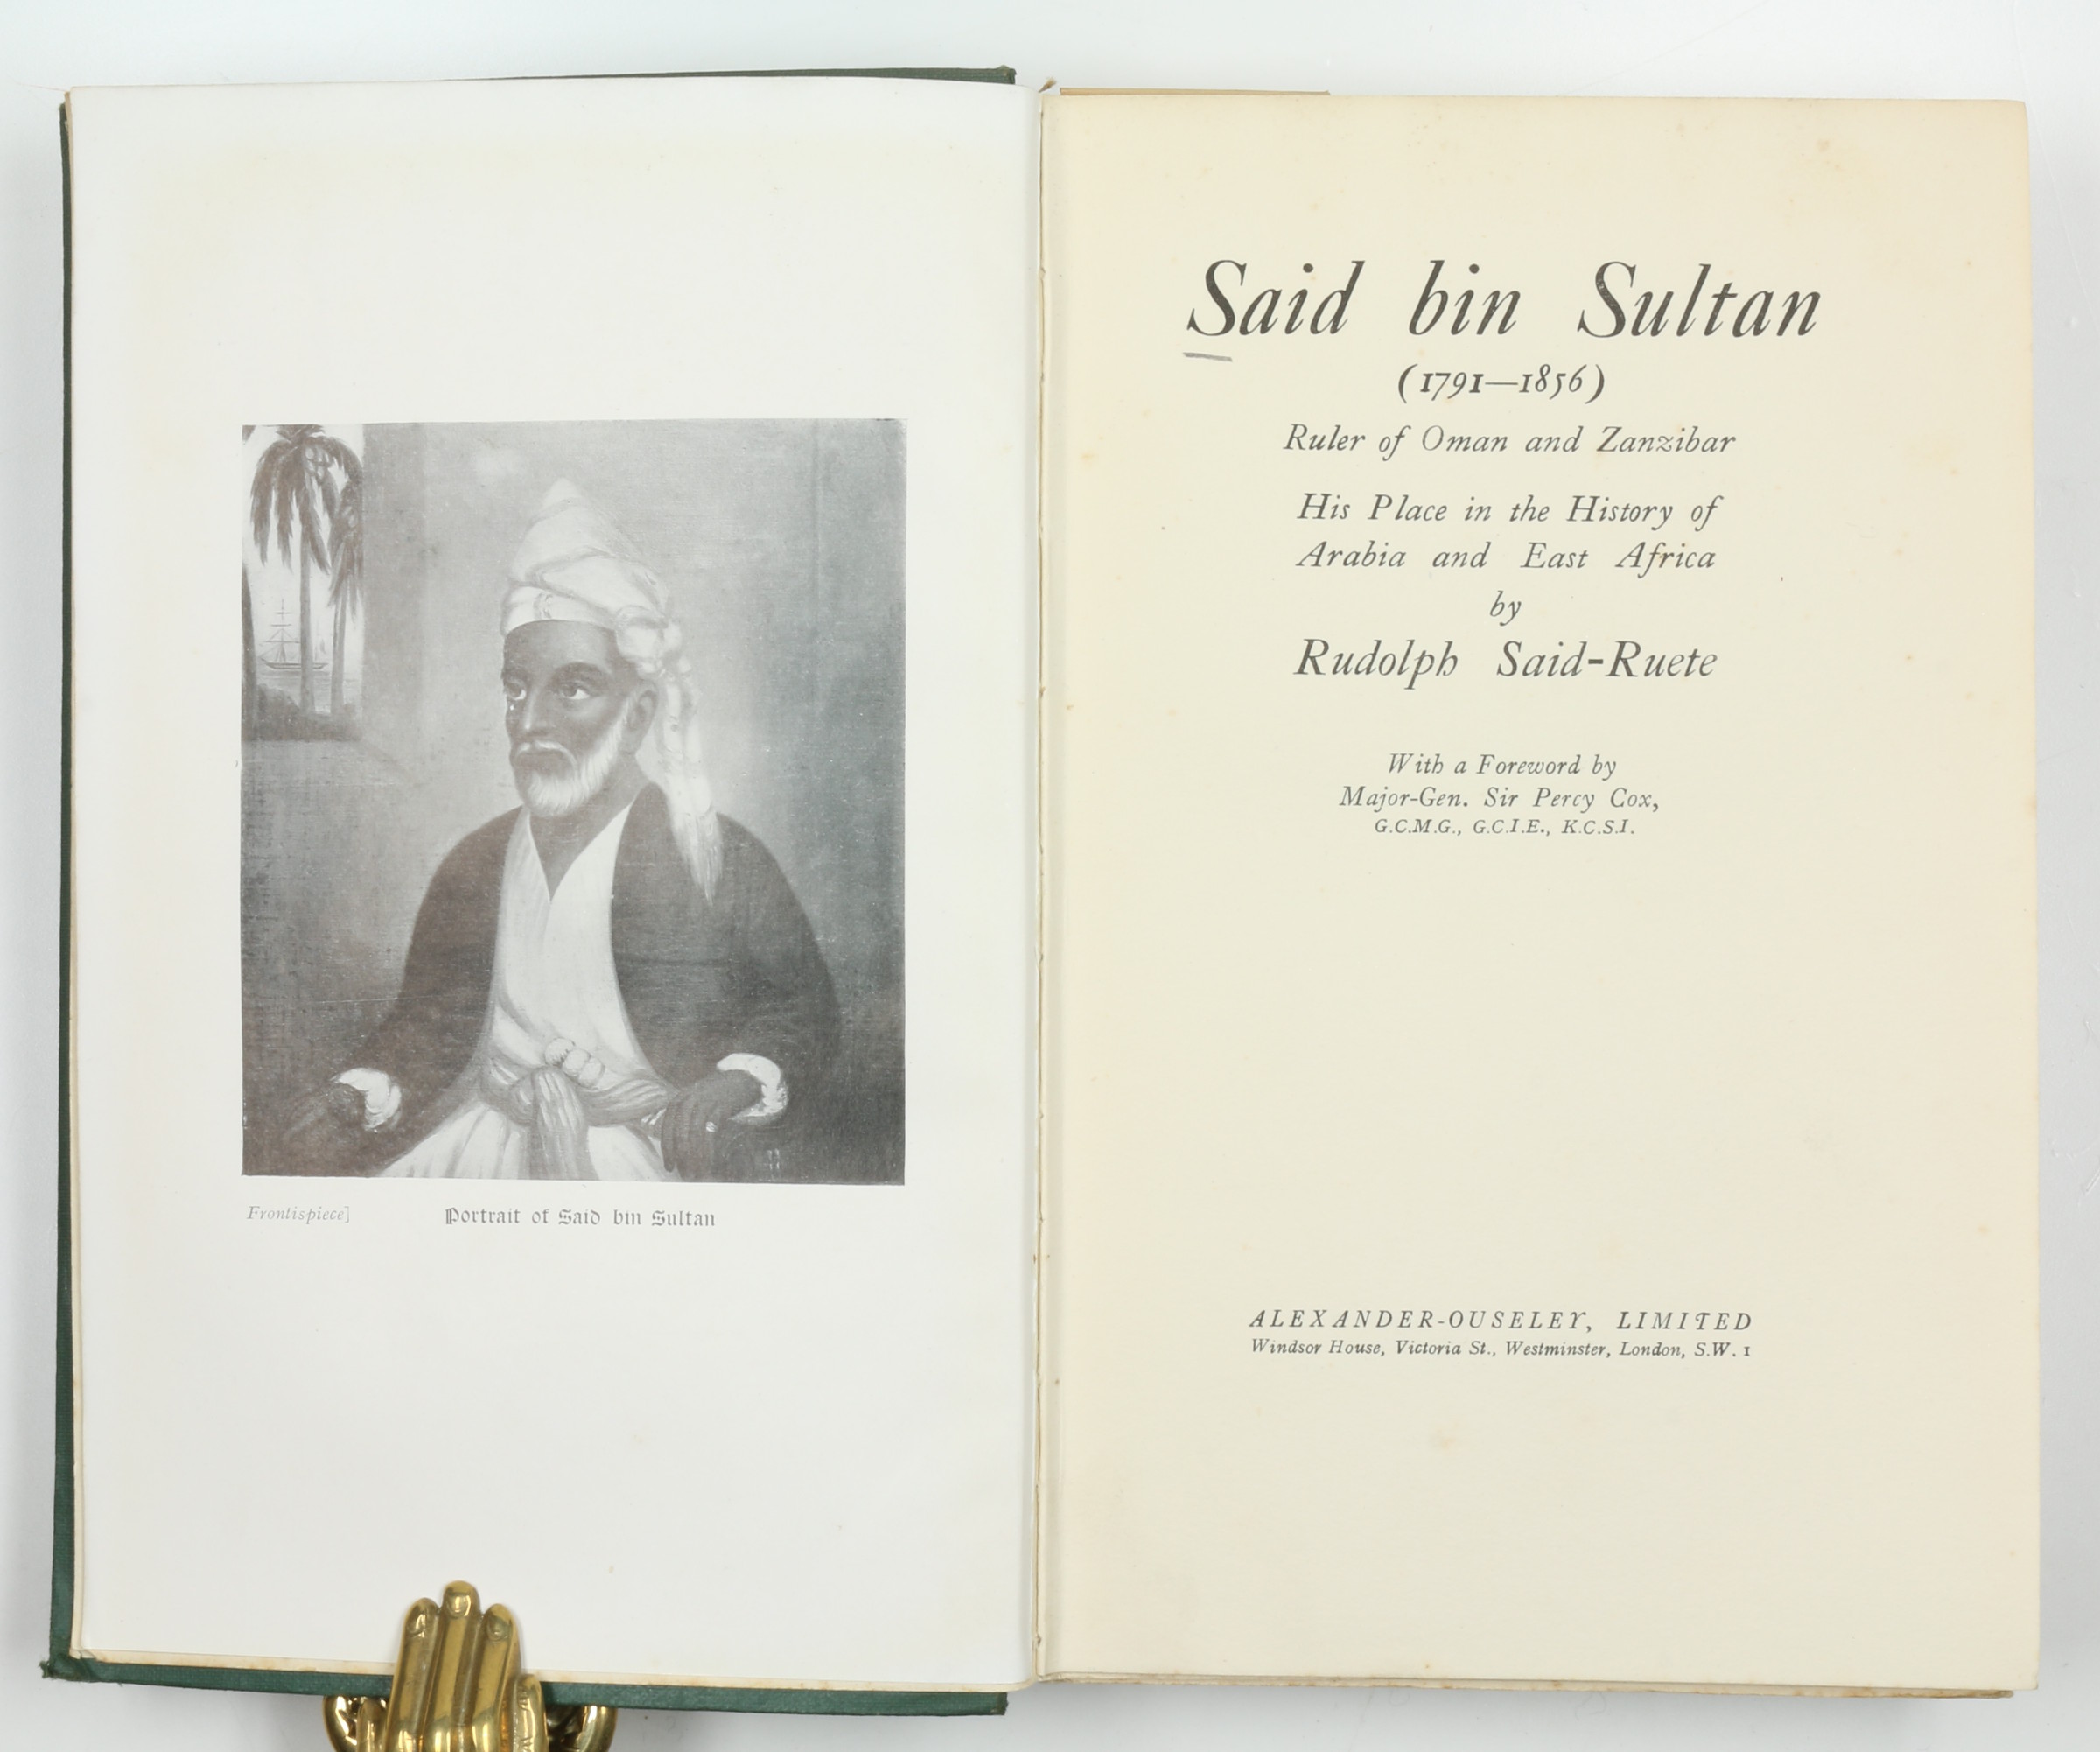 Frontispiece]
Portrait of Said bin Sultan
Said bin Sultan
(1791—1856)
Ruler of Oman and Zanzibar
His Place in the History of
Arabia and East Africa
by
Rudolph Said-Ruete
With a Foreword by
Major-Gen. Sir Percy Cox,
G.C.M.G., G.C.I.E., K.C.S.I.
ALEXANDER-OUSELEY, LIMITED
Windsor House, Victoria St., Westminster, London, S.W. 1